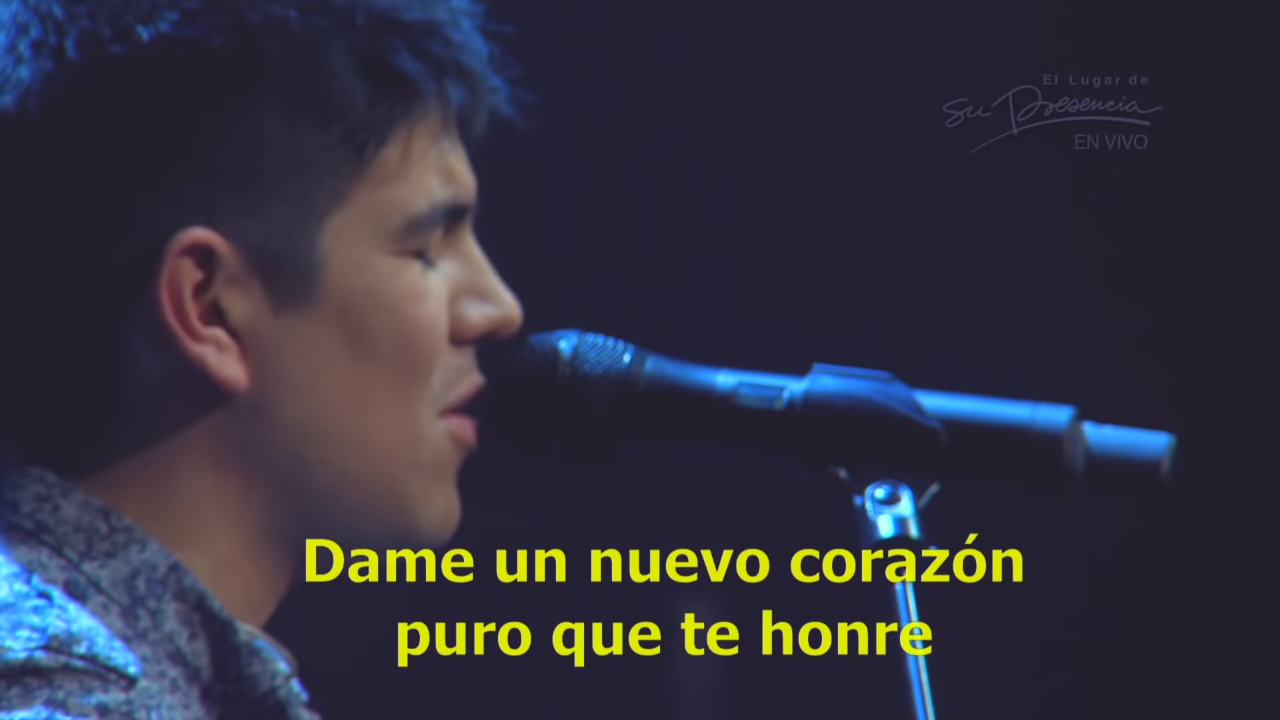 El Lugar de
Su Presencia
EN VIVO
Dame un nuevo corazón
puro que te honre